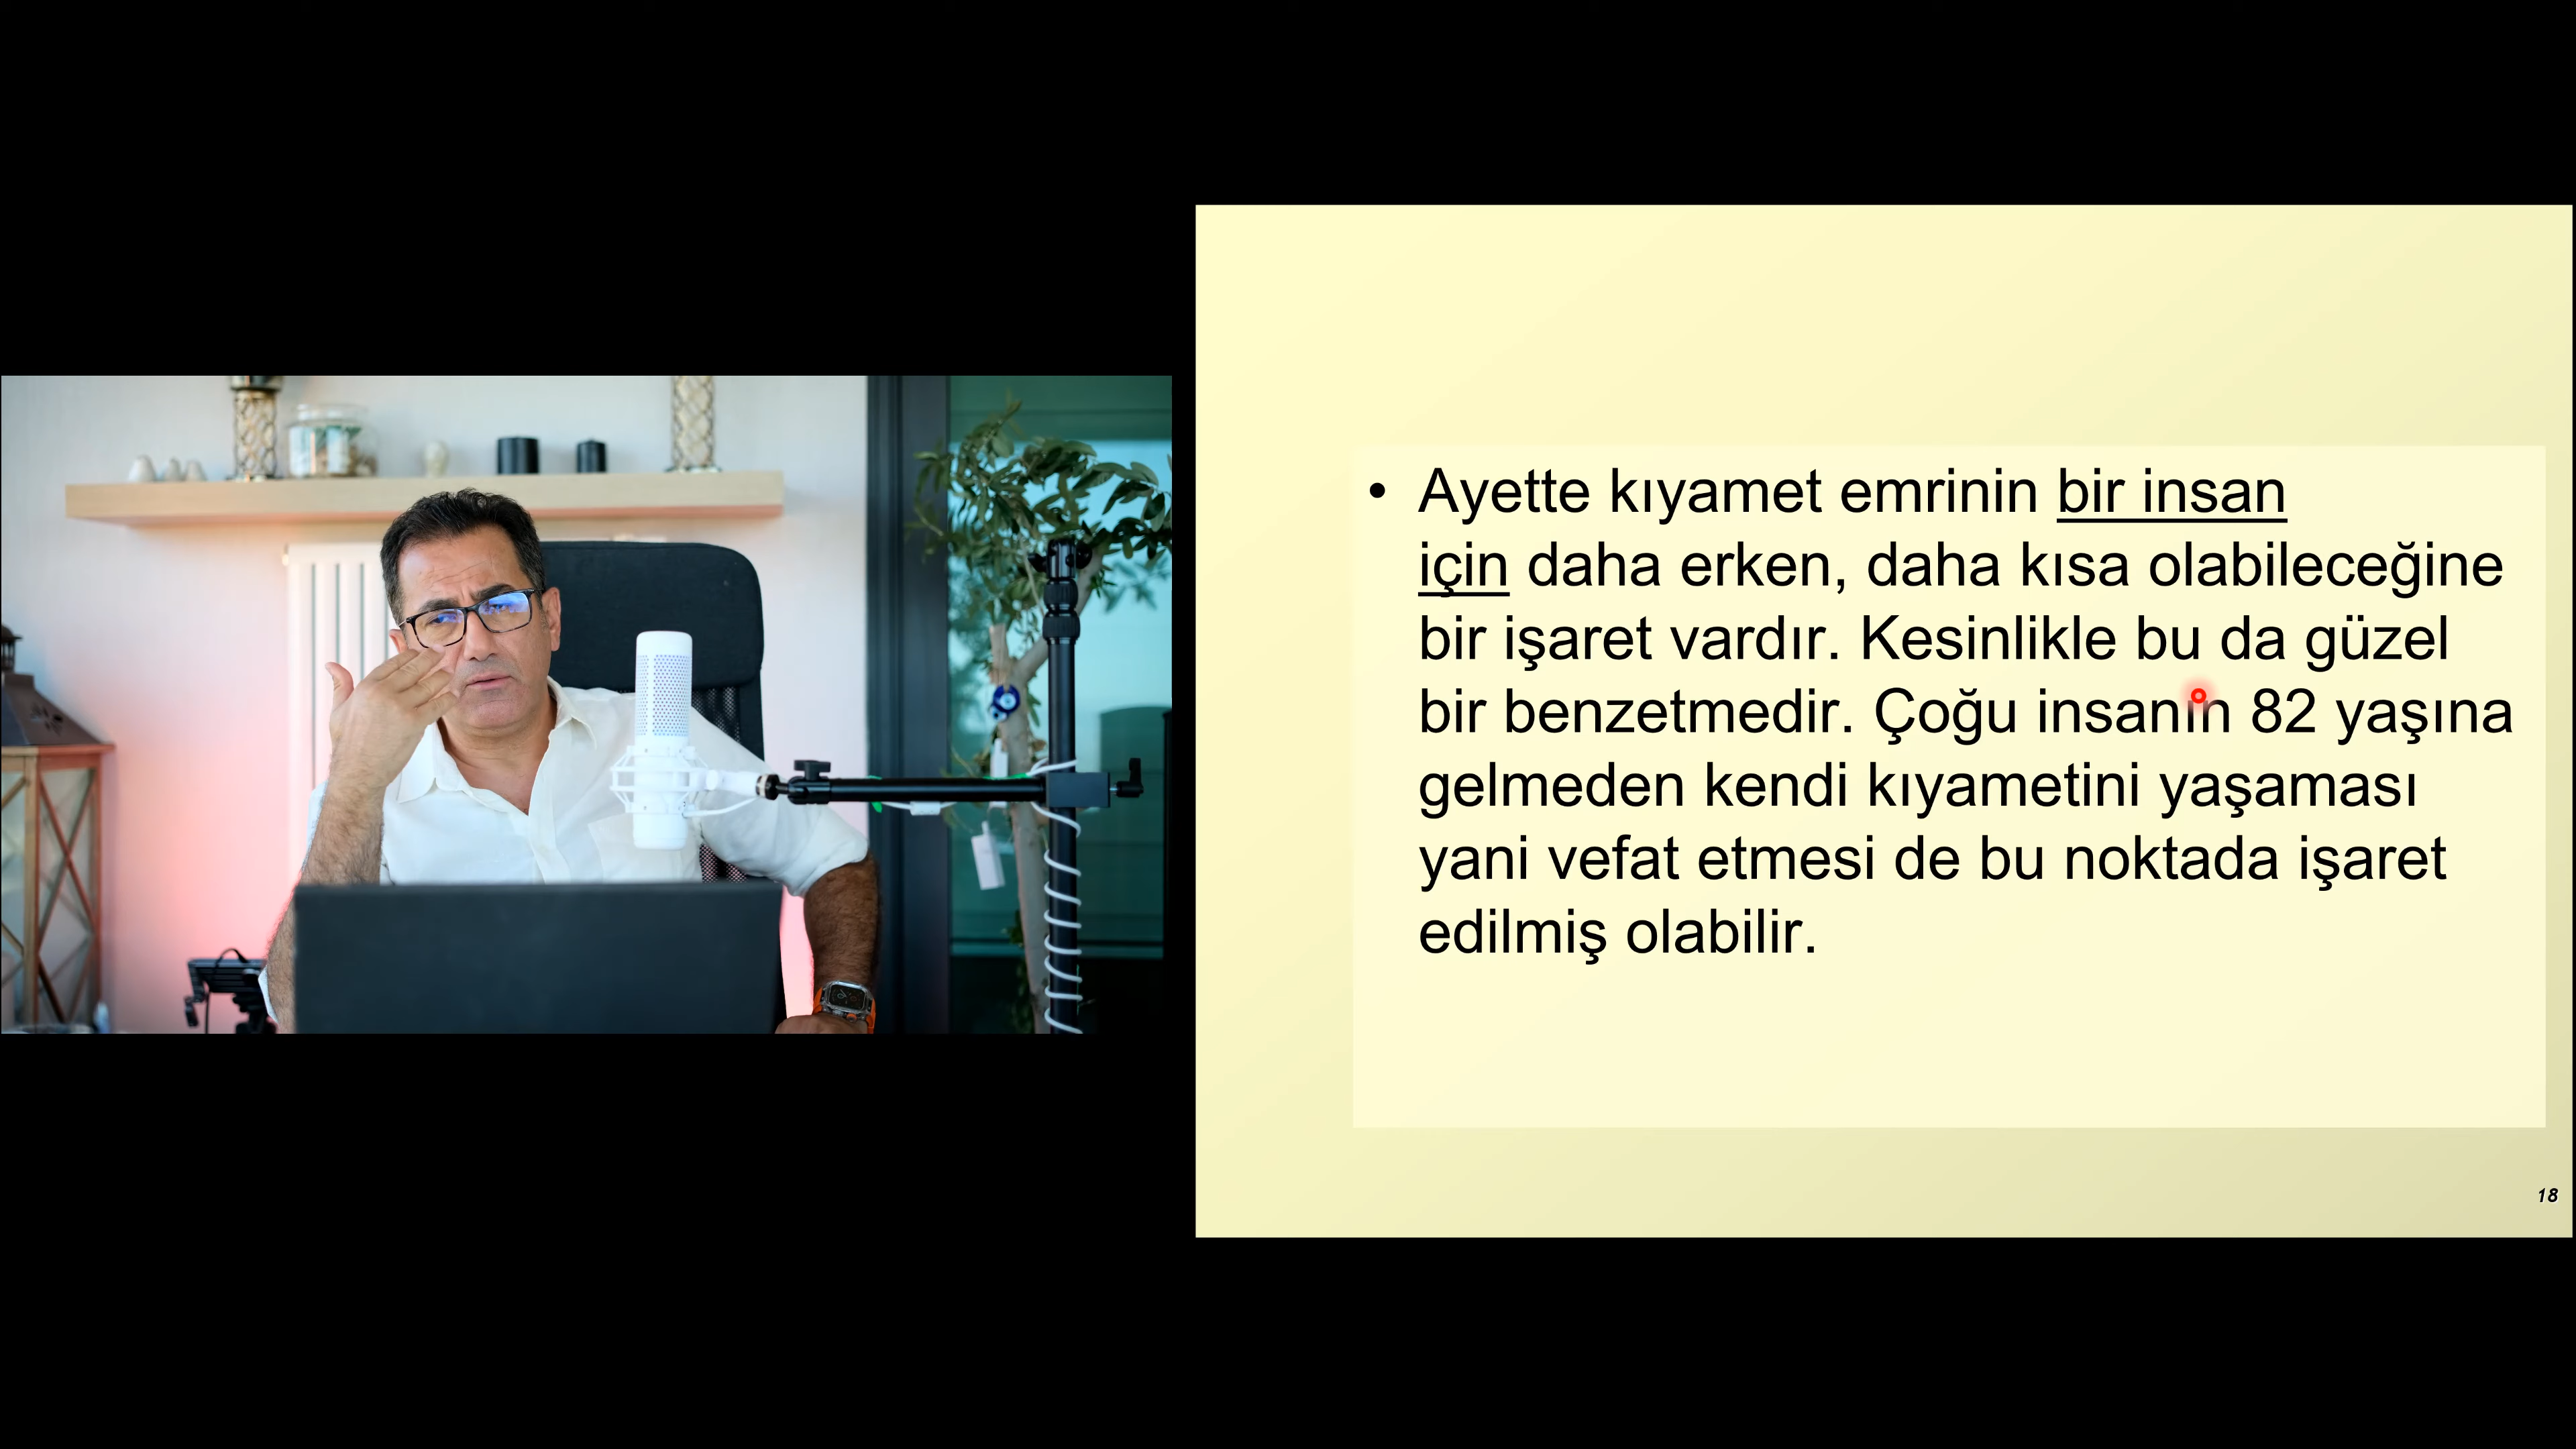 • Ayette kıyamet emrinin bir insan
için daha erken, daha kısa olabileceğine
bir işaret vardır. Kesinlikle bu da güzel
bir benzetmedir. Çoğu insanın 82 yaşına
gelmeden kendi kıyametini yaşaması
yani vefat etmesi de bu noktada işaret
edilmiş olabilir.
18